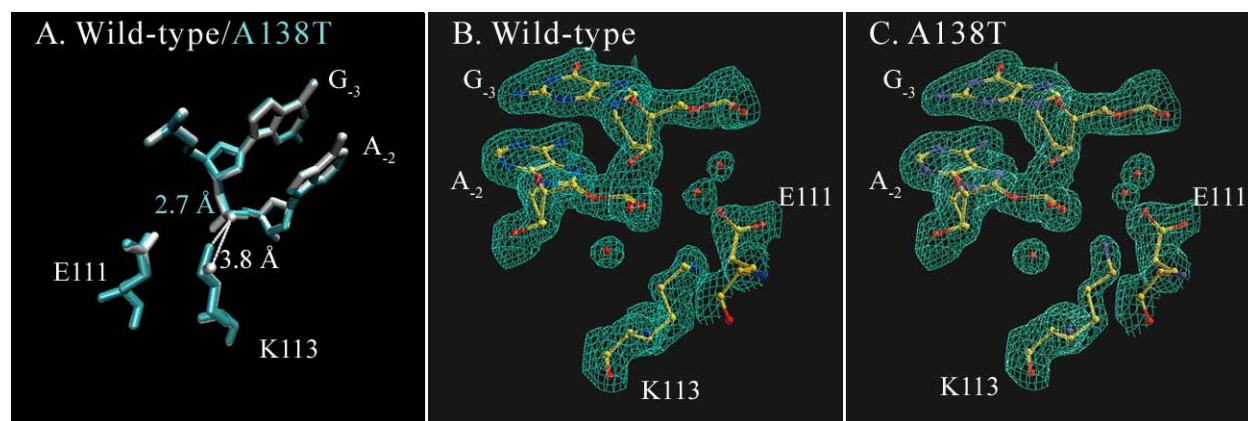 A. Wild-type/A138T
G-3
A-2
2.7 Å
3.8 Å
E111
K113
B. Wild-type
G-3
A-2
E111
K113
C. A138T
G-3
A-2
E111
K113